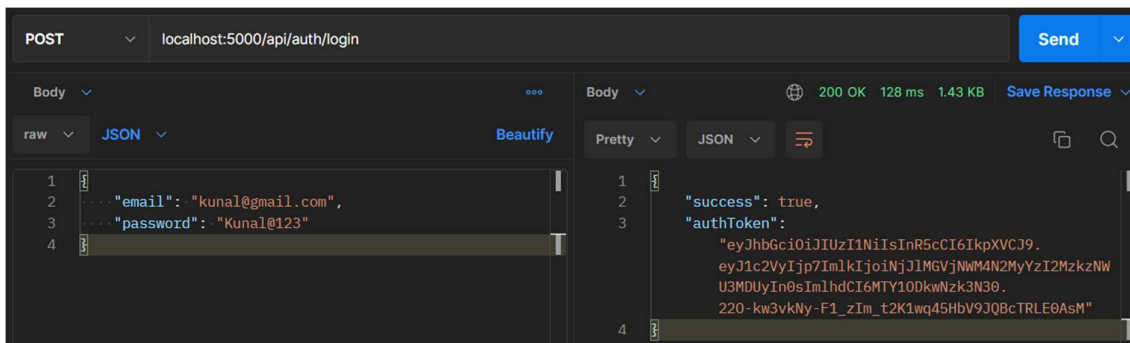 POST localhost:5000/api/auth/login Send
Body ooo
raw JSON Beautify
1 {
2 "email": "kunal@gmail.com",
3 "password": "Kunal@123"
4 }
Body 200 OK 128 ms 1.43 KB Save Response
Pretty JSON
1 {
2 "success": true,
3 "authToken":
"eyJhbGciOiJIUzI1NiIsInR5cCI6IkpXVCJ9.
eyJ1c2VyIjp7ImlkIjoiNjJlMGVjNWM4N2MyYzI2MzkzNW
U3MDUyIn0sImlhdCI6MTY1ODkwNzk3N30.
22O-kw3vkNy-F1_zIm_t2K1wq45HbV9JQBcTRLE0AsM"
4 }